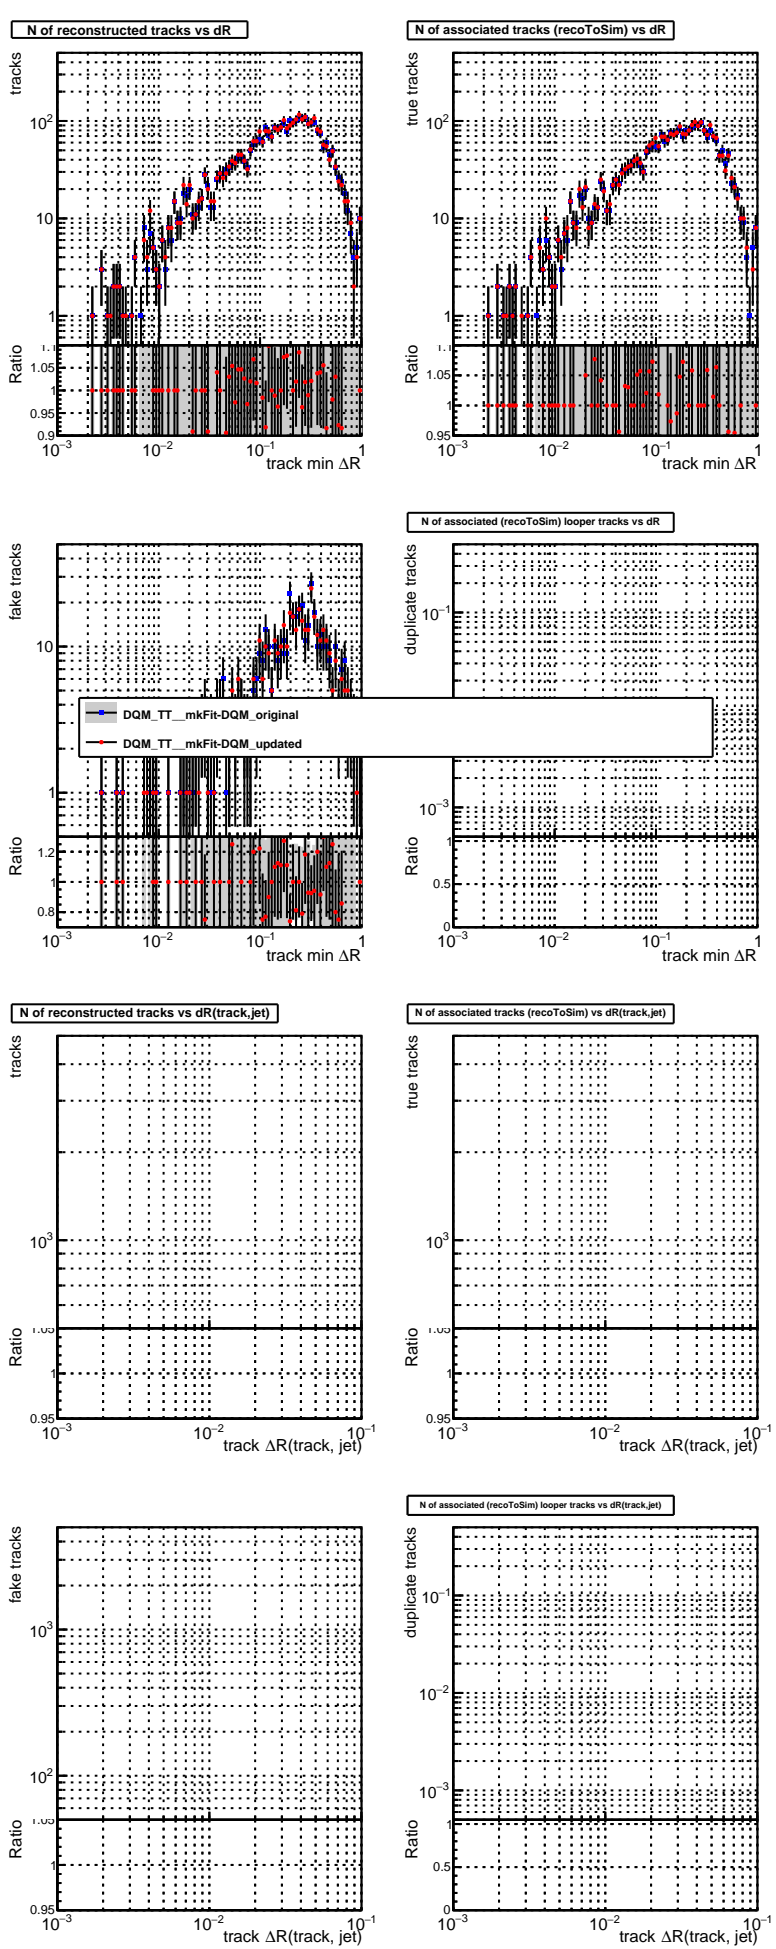 N of reconstructed tracks vs dR
tracks
10²
10
1
Ratio
1.1
1.05
1
0.95
0.9
10⁻³
10⁻²
10⁻¹
1
track min ΔR
N of associated tracks (recoToSim) vs dR
true tracks
10²
10
1
Ratio
1.1
1.05
1
0.95
10⁻³
10⁻²
10⁻¹
1
track min ΔR
fake tracks
10
1
Ratio
1.2
1
0.8
10⁻³
10⁻²
10⁻¹
1
track min ΔR
N of associated (recoToSim) looper tracks vs dR
duplicate tracks
10⁻¹
10⁻³
Ratio
1
0.5
0
10⁻³
10⁻²
10⁻¹
1
track min ΔR
DQM_TT__mkFit-DQM_original
DQM_TT__mkFit-DQM_updated
N of reconstructed tracks vs dR(track,jet)
tracks
10³
Ratio
1.05
1
0.95
10⁻³
10⁻²
10⁻¹
track ΔR(track, jet)
N of associated tracks (recoToSim) vs dR(track,jet)
true tracks
10³
Ratio
1.05
1
0.95
10⁻³
10⁻²
10⁻¹
track ΔR(track, jet)
fake tracks
10³
10²
Ratio
1.05
1
0.95
10⁻³
10⁻²
10⁻¹
track ΔR(track, jet)
N of associated (recoToSim) looper tracks vs dR(track,jet)
duplicate tracks
10⁻¹
10⁻²
10⁻³
Ratio
1
0.5
0
10⁻³
10⁻²
10⁻¹
track ΔR(track, jet)